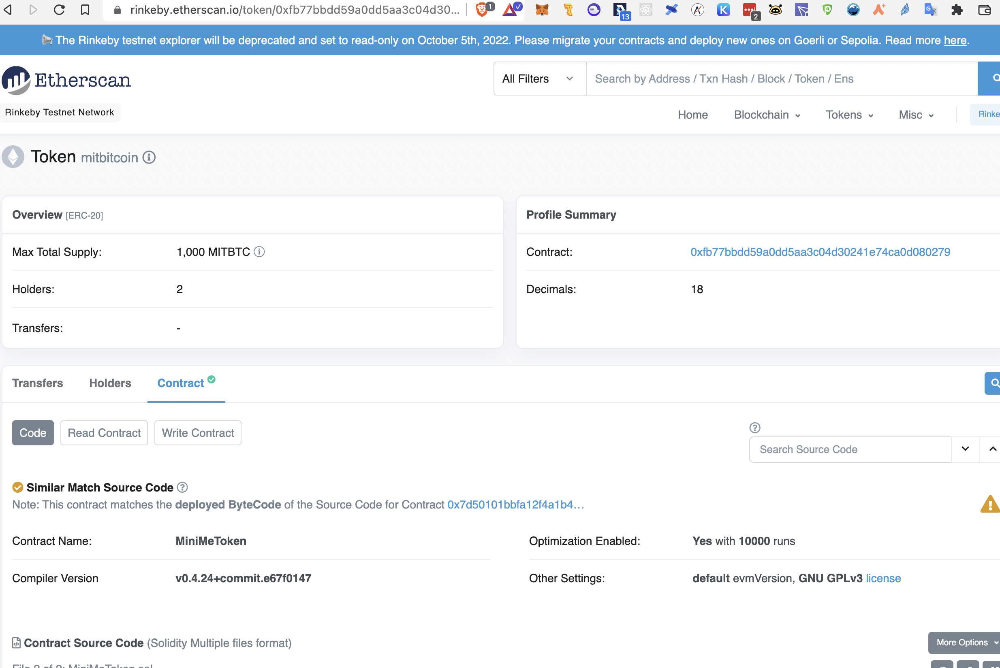 rinkeby.etherscan.io/token/0xfb77bbdd59a0dd5aa3c04d30...
1
13
K
2
The Rinkeby testnet explorer will be deprecated and set to read-only on October 5th, 2022. Please migrate your contracts and deploy new ones on Goerli or Sepolia. Read more here.
Etherscan
All Filters
Search by Address / Txn Hash / Block / Token / Ens
Rinkeby Testnet Network
Home Blockchain Tokens Misc Rinke
Token mitbitcoin
Overview [ERC-20]
Max Total Supply: 1,000 MITBTC
Holders: 2
Transfers: -
Profile Summary
Contract: 0xfb77bbdd59a0dd5aa3c04d30241e74ca0d080279
Decimals: 18
Transfers Holders Contract
Code Read Contract Write Contract
Search Source Code
Similar Match Source Code
Note: This contract matches the deployed ByteCode of the Source Code for Contract 0x7d50101bbfa12f4a1b4...
Contract Name: MiniMeToken
Optimization Enabled: Yes with 10000 runs
Compiler Version v0.4.24+commit.e67f0147
Other Settings: default evmVersion, GNU GPLv3 license
Contract Source Code (Solidity Multiple files format)
More Options